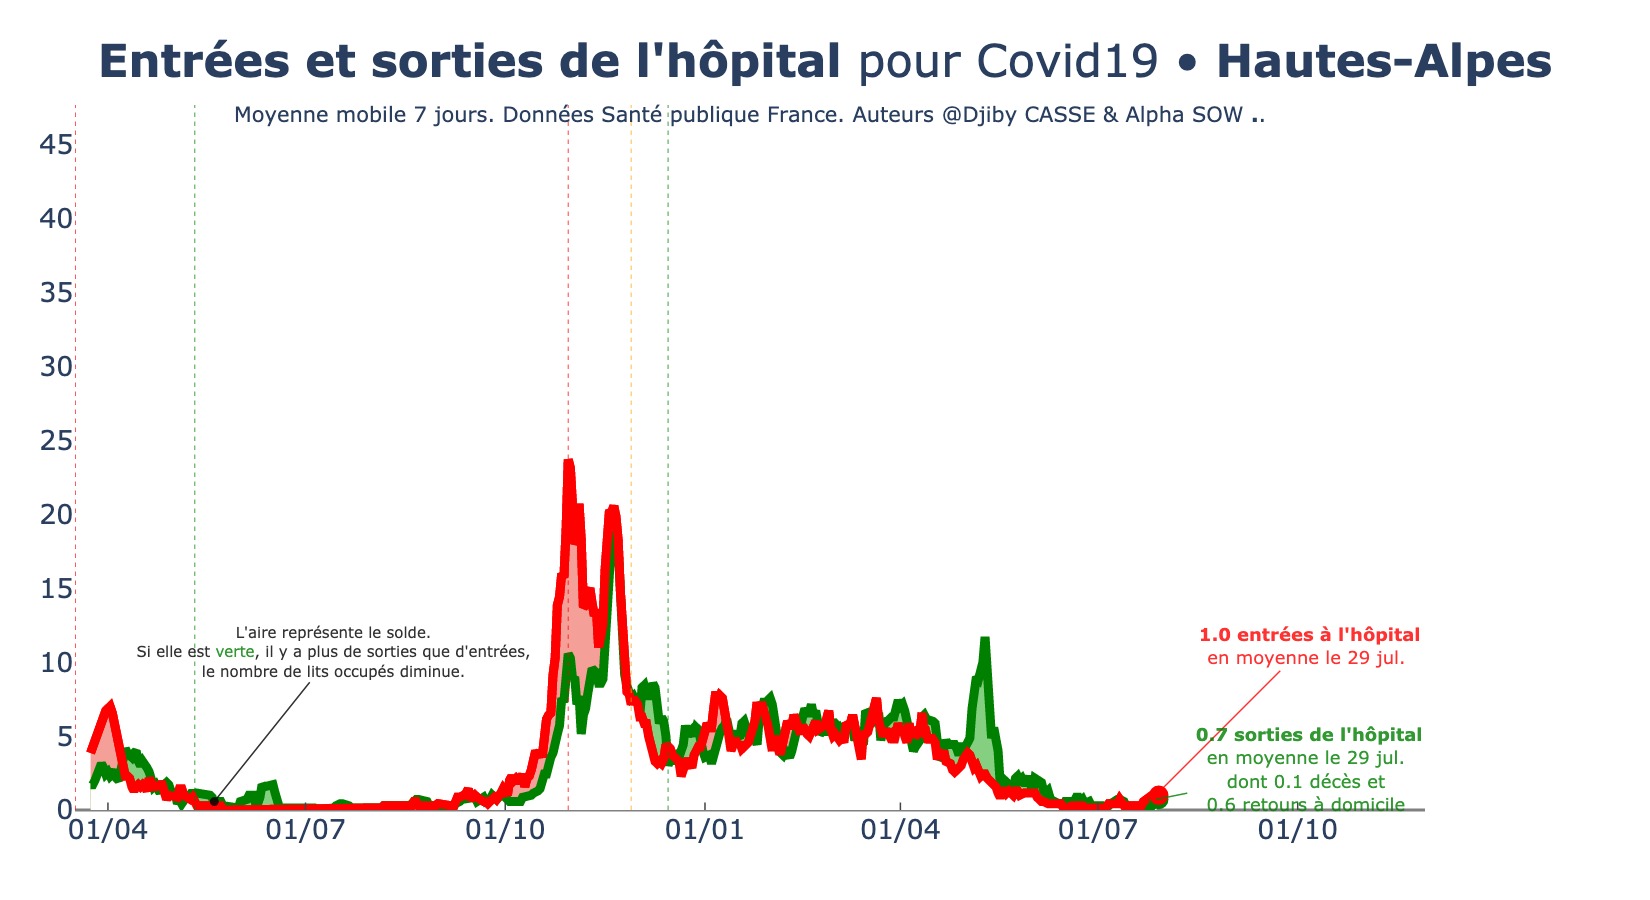 Entrées et sorties de l'hôpital pour Covid19 • Hautes-Alpes
Moyenne mobile 7 jours. Données Santé publique France. Auteurs @Djiby CASSE & Alpha SOW ..
45
40
35
30
25
20
15
10
5
0
L'aire représente le solde.
Si elle est verte, il y a plus de sorties que d'entrées,
le nombre de lits occupés diminue.
1.0 entrées à l'hôpital
en moyenne le 29 jul.
0.7 sorties de l'hôpital
en moyenne le 29 jul.
dont 0.1 décès et
0.6 retours à domicile
01/04 01/07 01/10 01/01 01/04 01/07 01/10